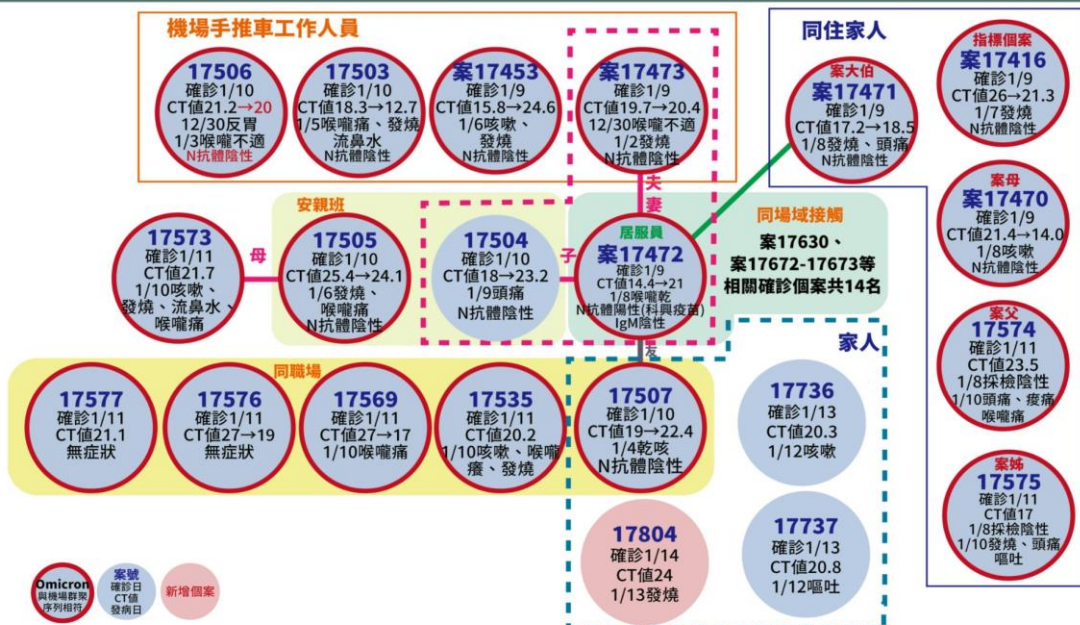 機場手推車工作人員
17506
確診1/10
CT值21.2→20
12/30反胃
1/3喉嚨不適
N抗體陰性
17503
確診1/10
CT值18.3→12.7
1/5喉嚨痛、發燒
流鼻水
N抗體陰性
案17453
確診1/9
CT值15.8→24.6
1/6咳嗽、
發燒
N抗體陰性
案17473
確診1/9
CT值19.7→20.4
12/30喉嚨不適
1/2發燒
N抗體陰性
同住家人
案大伯
案17471
確診1/9
CT值17.2→18.5
1/8發燒、頭痛
N抗體陰性
指標個案
案17416
確診1/9
CT值26→21.3
1/7發燒
N抗體陰性
案母
案17470
確診1/9
CT值21.4→14.0
1/8咳嗽
N抗體陰性
案父
17574
確診1/11
CT值23.5
1/8採檢陰性
1/10頭痛、痠痛
喉嚨痛
案姊
17575
確診1/11
CT值17
1/8採檢陰性
1/10發燒、頭痛
嘔吐
夫
妻
17573
確診1/11
CT值21.7
1/10咳嗽、
發燒、流鼻水、
喉嚨痛
母
安親班
17505
確診1/10
CT值25.4→24.1
1/6發燒、
喉嚨痛
N抗體陰性
17504
確診1/10
CT值18→23.2
1/9頭痛
N抗體陰性
子
居服員
案17472
確診1/9
CT值14.4→21
1/8喉嚨乾
N抗體陽性(科興疫苗)
IgM陰性
同場域接觸
案17630、
案17672-17673等
相關確診個案共14名
友
同職場
17577
確診1/11
CT值21.1
無症狀
17576
確診1/11
CT值27→19
無症狀
17569
確診1/11
CT值27→17
1/10喉嚨痛
17535
確診1/11
CT值20.2
1/10咳嗽、喉嚨
癢、發燒
17507
確診1/10
CT值19→22.4
1/4乾咳
N抗體陰性
家人
17736
確診1/13
CT值20.3
1/12咳嗽
17804
確診1/14
CT值24
1/13發燒
17737
確診1/13
CT值20.8
1/12嘔吐
Omicron
與機場群聚
序列相符
案號
確診日
CT值
發病日
新增個案